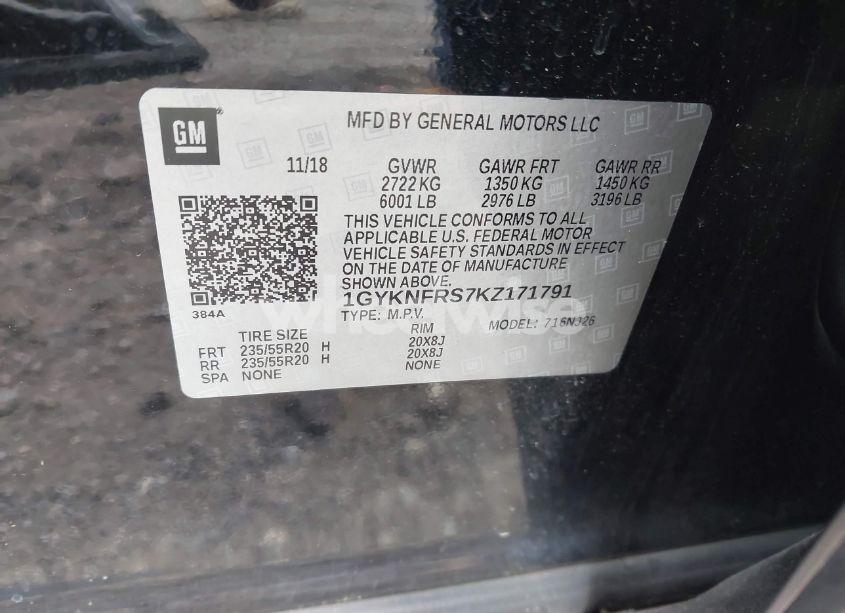 GM
MFD BY GENERAL MOTORS LLC
11/18 GVWR GAWR FRT GAWR RR
2722 KG 1350 KG 1450 KG
6001 LB 2976 LB 3196 LB
THIS VEHICLE CONFORMS TO ALL
APPLICABLE U.S. FEDERAL MOTOR
VEHICLE SAFETY STANDARDS IN EFFECT
ON THE DATE OF MANUFACTURE
SHOWN ABOVE.
384A 1GYKNFRS7KZ171791
TYPE: M.P.V. MODEL:
TIRE SIZE RIM
FRT 235/55R20 H 20X8J
RR 235/55R20 H 20X8J
SPA NONE NONE